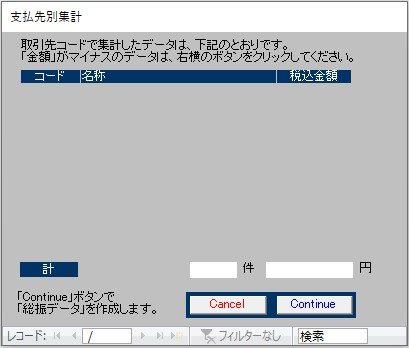 支払先別集計
取引先コードで集計したデータは、下記のとおりです。
「金額」がマイナスのデータは、右横のボタンをクリックしてください。
コード 名称 税込金額
計 件 円
「Continue」ボタンで
「総振データ」を作成します。
Cancel Continue
レコード: / フィルターなし 検索